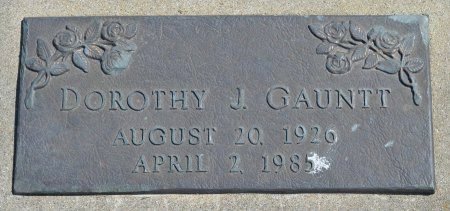 DOROTHY J. GAUNTT
AUGUST 20, 1926
APRIL 2, 1985